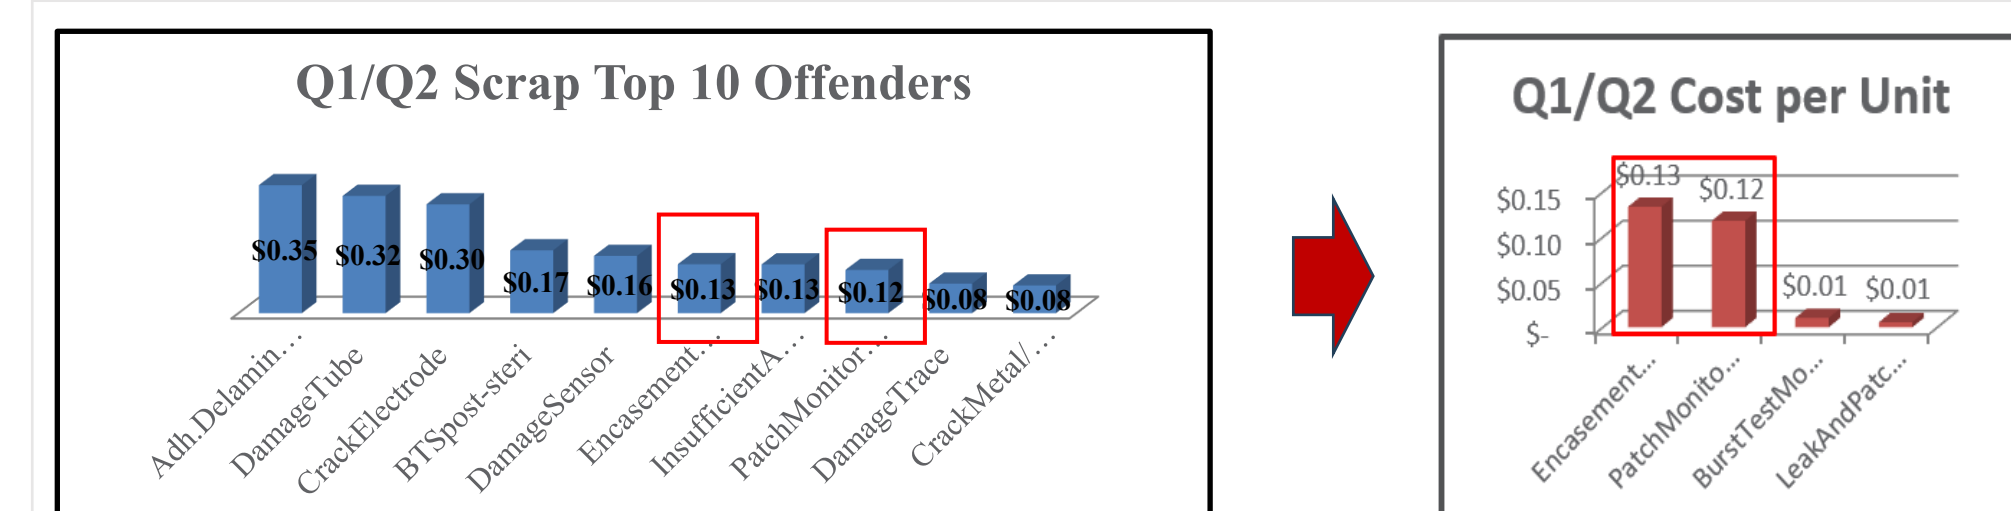 Q1/Q2 Scrap Top 10 Offenders
$0.35
$0.32
$0.30
$0.17
$0.16
$0.13
$0.13
$0.12
$0.08
$0.08
Adh.Delamin…
DamageTube
CrackElectrode
BTSpost-steri
DamageSensor
Encasement…
InsufficientA…
PatchMonitor…
DamageTrace
CrackMetal/…
Q1/Q2 Cost per Unit
$0.15
$0.10
$0.05
$-
$0.13
$0.12
$0.01
$0.01
Encasement…
PatchMonito…
BurstTestMo…
LeakAndPatc…